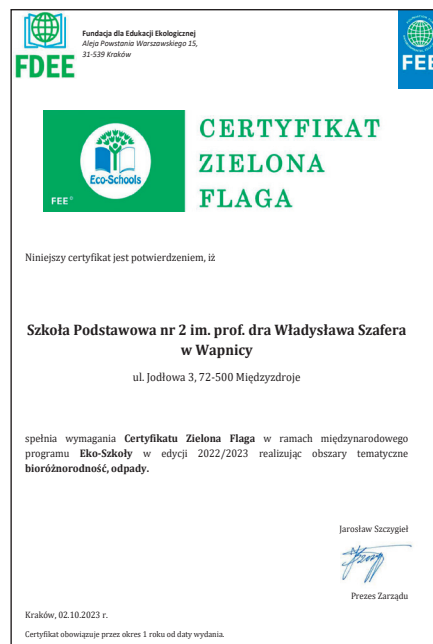 Fundacja dla Edukacji Ekologicznej
Aleja Powstania Warszawskiego 15,
31-539 Kraków
FDEE
FEE
CERTYFIKAT
ZIELONA
FLAGA
Eco-Schools
FEE®
Niniejszy certyfikat jest potwierdzeniem, iż
Szkoła Podstawowa nr 2 im. prof. dra Władysława Szafera
w Wapnicy
ul. Jodłowa 3, 72-500 Międzyzdroje
spełnia wymagania Certyfikatu Zielona Flaga w ramach międzynarodowego
programu Eko-Szkoły w edycji 2022/2023 realizując obszary tematyczne
bioróżnorodność, odpady.
Jarosław Szczygieł
Prezes Zarządu
Kraków, 02.10.2023 r.
Certyfikat obowiązuje przez okres 1 roku od daty wydania.